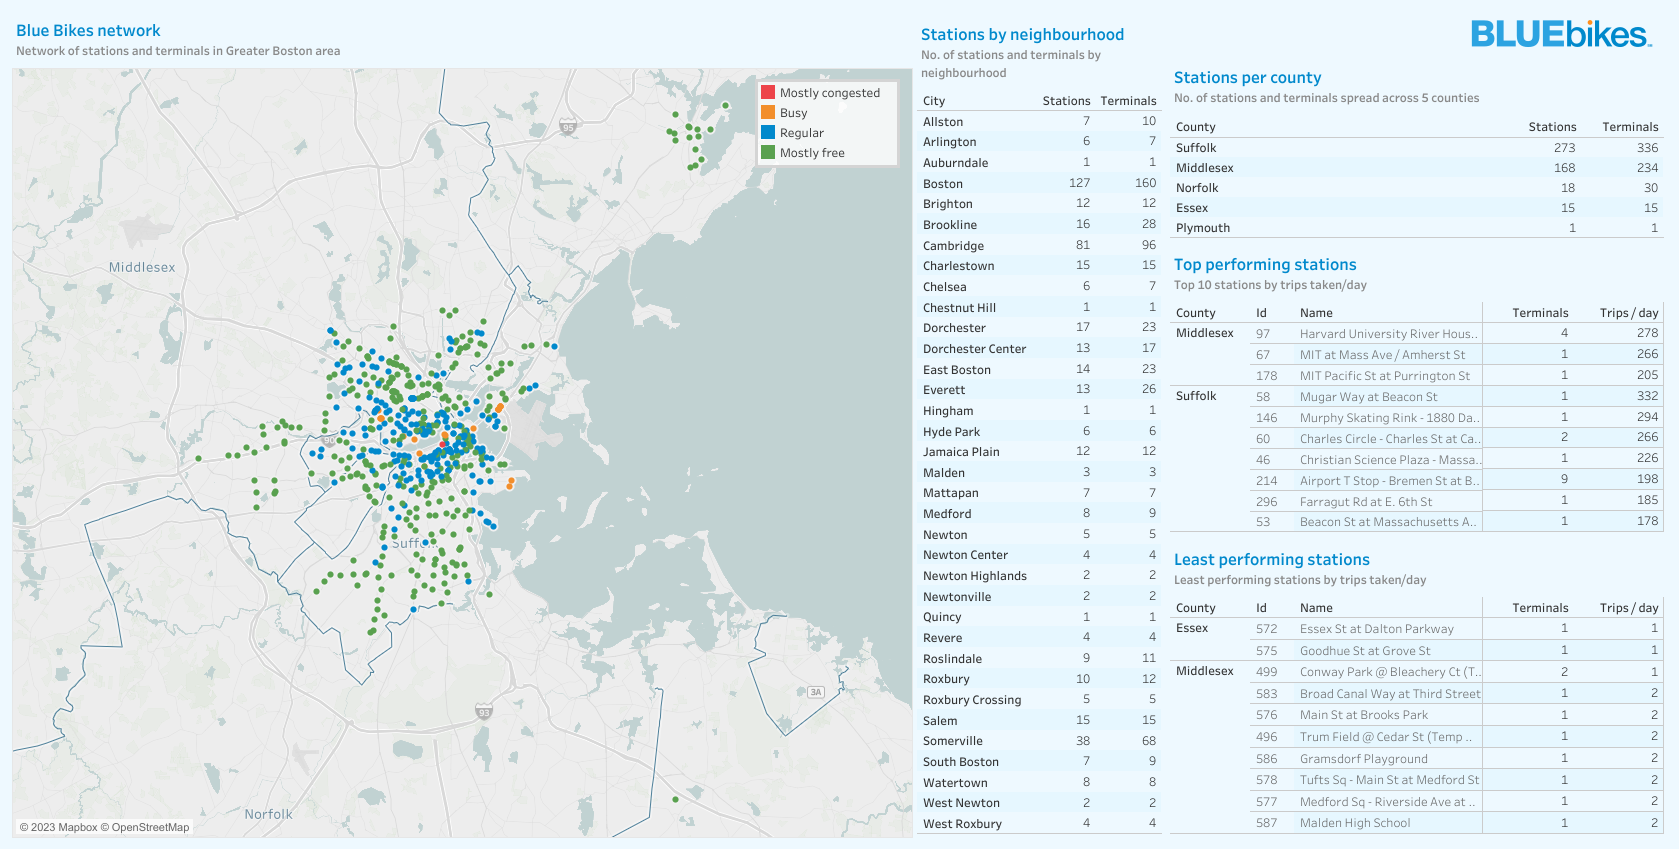 Blue Bikes network
Network of stations and terminals in Greater Boston area
Mostly congested
Busy
Regular
Mostly free
95
Middlesex
90
Suff
3A
93
Norfolk
© 2023 Mapbox © OpenStreetMap
Stations by neighbourhood
No. of stations and terminals by
neighbourhood
City Stations Terminals
Allston 7 10
Arlington 6 7
Auburndale 1 1
Boston 127 160
Brighton 12 12
Brookline 16 28
Cambridge 81 96
Charlestown 15 15
Chelsea 6 7
Chestnut Hill 1 1
Dorchester 17 23
Dorchester Center 13 17
East Boston 14 23
Everett 13 26
Hingham 1 1
Hyde Park 6 6
Jamaica Plain 12 12
Malden 3 3
Mattapan 7 7
Medford 8 9
Newton 5 5
Newton Center 4 4
Newton Highlands 2 2
Newtonville 2 2
Quincy 1 1
Revere 4 4
Roslindale 9 11
Roxbury 10 12
Roxbury Crossing 5 5
Salem 15 15
Somerville 38 68
South Boston 7 9
Watertown 8 8
West Newton 2 2
West Roxbury 4 4
BLUEbikes
Stations per county
No. of stations and terminals spread across 5 counties
County Stations Terminals
Suffolk 273 336
Middlesex 168 234
Norfolk 18 30
Essex 15 15
Plymouth 1 1
Top performing stations
Top 10 stations by trips taken/day
County Id Name Terminals Trips / day
Middlesex 97 Harvard University River Hous.. 4 278
67 MIT at Mass Ave / Amherst St 1 266
178 MIT Pacific St at Purrington St 1 205
Suffolk 58 Mugar Way at Beacon St 1 332
146 Murphy Skating Rink - 1880 Da.. 1 294
60 Charles Circle - Charles St at Ca.. 2 266
46 Christian Science Plaza - Massa.. 1 226
214 Airport T Stop - Bremen St at B.. 9 198
296 Farragut Rd at E. 6th St 1 185
53 Beacon St at Massachusetts A.. 1 178
Least performing stations
Least performing stations by trips taken/day
County Id Name Terminals Trips / day
Essex 572 Essex St at Dalton Parkway 1 1
575 Goodhue St at Grove St 1 1
Middlesex 499 Conway Park @ Bleachery Ct (T.. 2 1
583 Broad Canal Way at Third Street 1 2
576 Main St at Brooks Park 1 2
496 Trum Field @ Cedar St (Temp .. 1 2
586 Gramsdorf Playground 1 2
578 Tufts Sq - Main St at Medford St 1 2
577 Medford Sq - Riverside Ave at .. 1 2
587 Malden High School 1 2